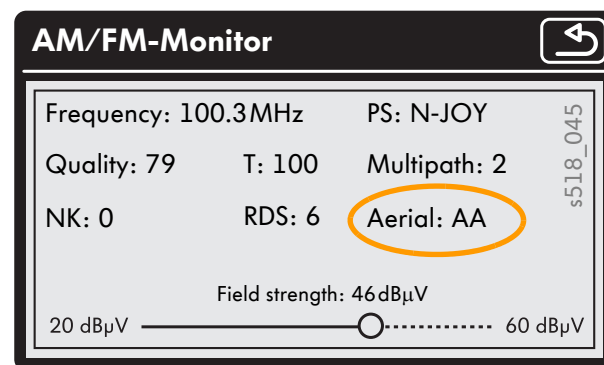 AM/FM-Monitor
Frequency: 100.3MHz PS: N-JOY
Quality: 79 T: 100 Multipath: 2
NK: 0 RDS: 6 Aerial: AA
s518_045
Field strength: 46dBµV
20 dBµV 60 dBµV